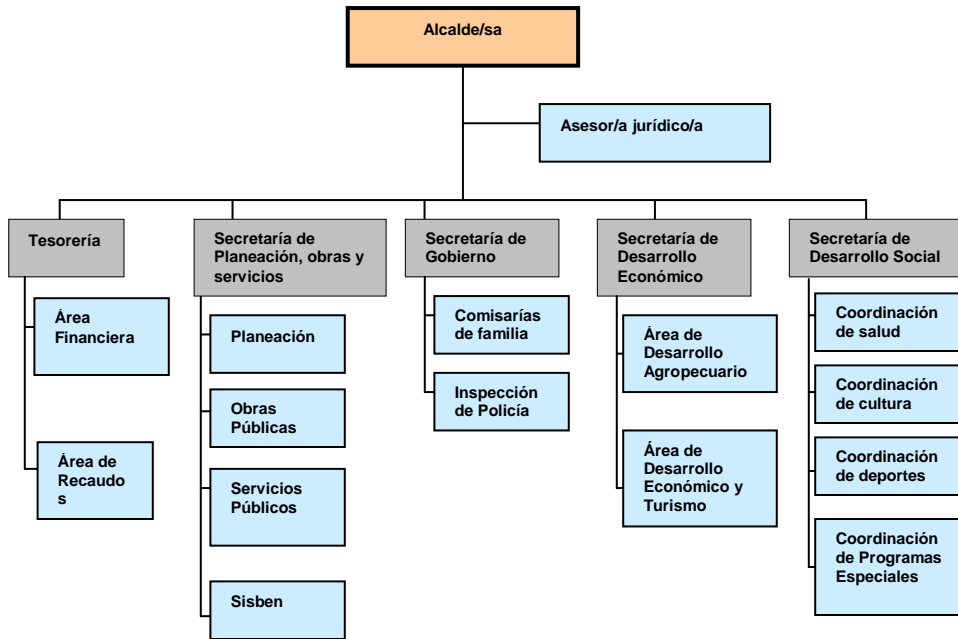 Alcalde/sa
Asesor/a jurídico/a
Tesorería
Área
Financiera
Área de
Recaudo
s
Secretaría de
Planeación, obras y
servicios
Planeación
Obras
Públicas
Servicios
Públicos
Sisben
Secretaría de
Gobierno
Comisarías
de familia
Inspección
de Policía
Secretaría de
Desarrollo
Económico
Área de
Desarrollo
Agropecuario
Área de
Desarrollo
Económico y
Turismo
Secretaría de
Desarrollo Social
Coordinación
de salud
Coordinación
de cultura
Coordinación
de deportes
Coordinación
de Programas
Especiales